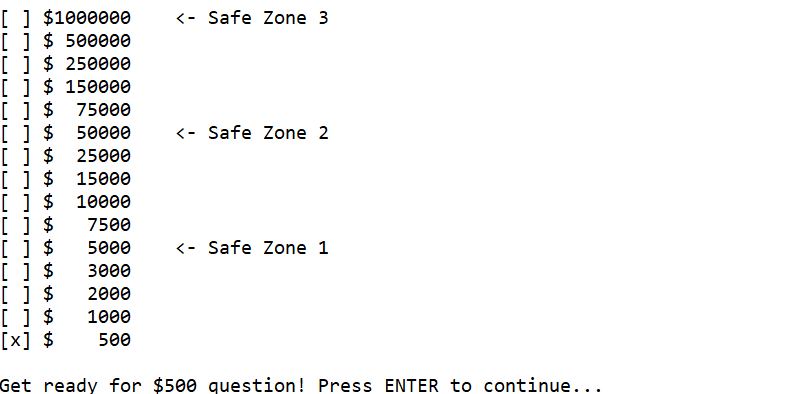 [ ] $1000000    <- Safe Zone 3
[ ] $ 500000
[ ] $ 250000
[ ] $ 150000
[ ] $  75000
[ ] $  50000    <- Safe Zone 2
[ ] $  25000
[ ] $  15000
[ ] $  10000
[ ] $   7500
[ ] $   5000    <- Safe Zone 1
[ ] $   3000
[ ] $   2000
[ ] $   1000
[x] $    500
Get ready for $500 question! Press ENTER to continue...